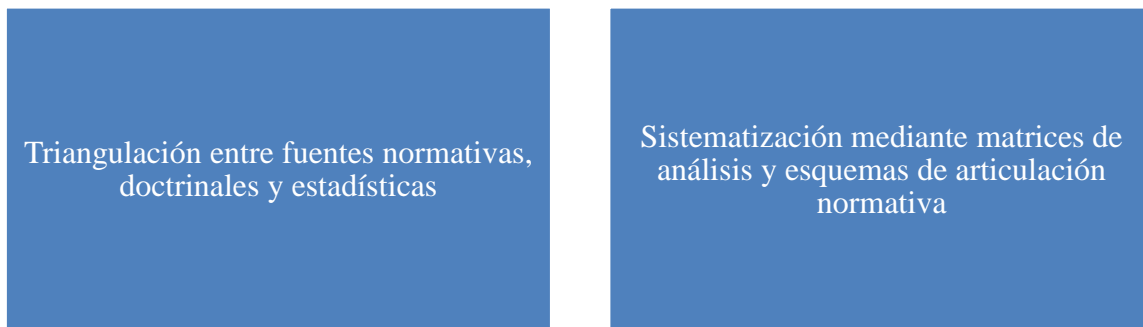 Triangulación entre fuentes normativas,
doctrinales y estadísticas
Sistematización mediante matrices de
análisis y esquemas de articulación
normativa